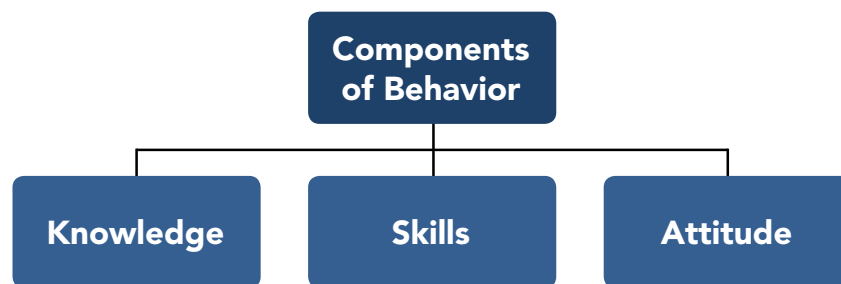 Components
of Behavior
Knowledge
Skills
Attitude